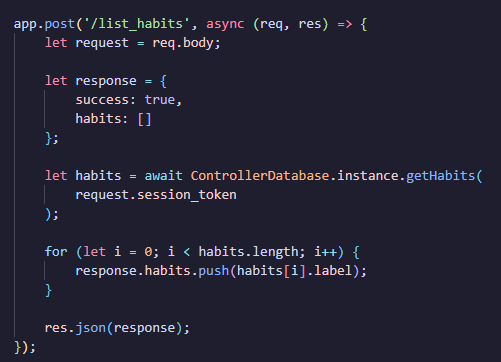 app.post('/list_habits', async (req, res) => {
    let request = req.body;

    let response = {
        success: true,
        habits: []
    };

    let habits = await ControllerDatabase.instance.getHabits(
        request.session_token
    );

    for (let i = 0; i < habits.length; i++) {
        response.habits.push(habits[i].label);
    }

    res.json(response);
});